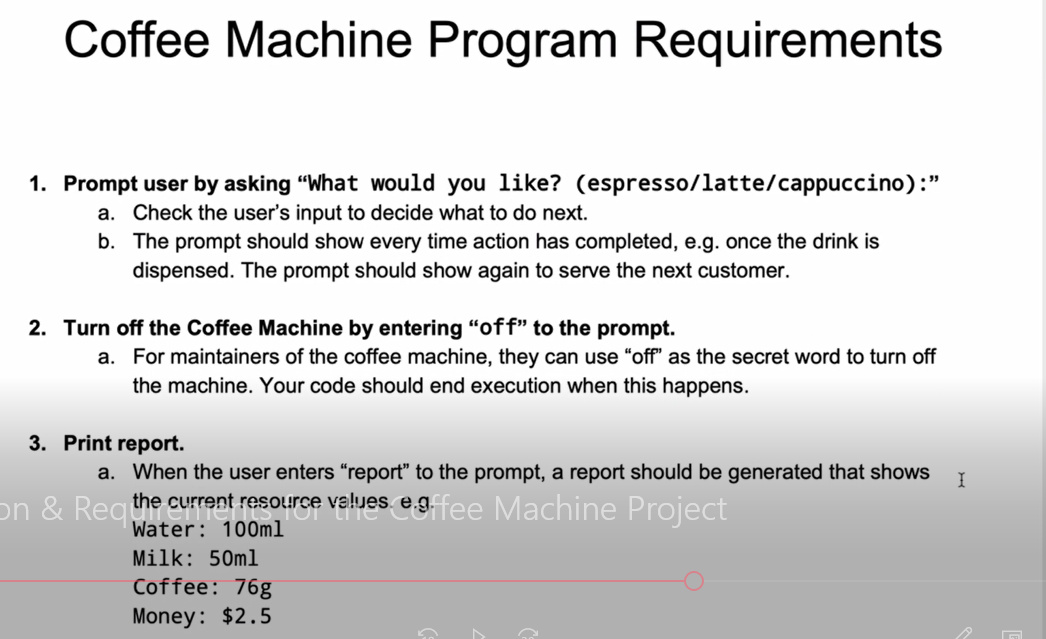 Coffee Machine Program Requirements
1. Prompt user by asking “What would you like? (espresso/latte/cappuccino):”
a. Check the user’s input to decide what to do next.
b. The prompt should show every time action has completed, e.g. once the drink is
dispensed. The prompt should show again to serve the next customer.
2. Turn off the Coffee Machine by entering “off” to the prompt.
a. For maintainers of the coffee machine, they can use “off” as the secret word to turn off
the machine. Your code should end execution when this happens.
3. Print report.
a. When the user enters “report” to the prompt, a report should be generated that shows
the current resource values. e.g.
on & Requirements for the Coffee Machine Project
Water: 100ml
Milk: 50ml
Coffee: 76g
Money: $2.5